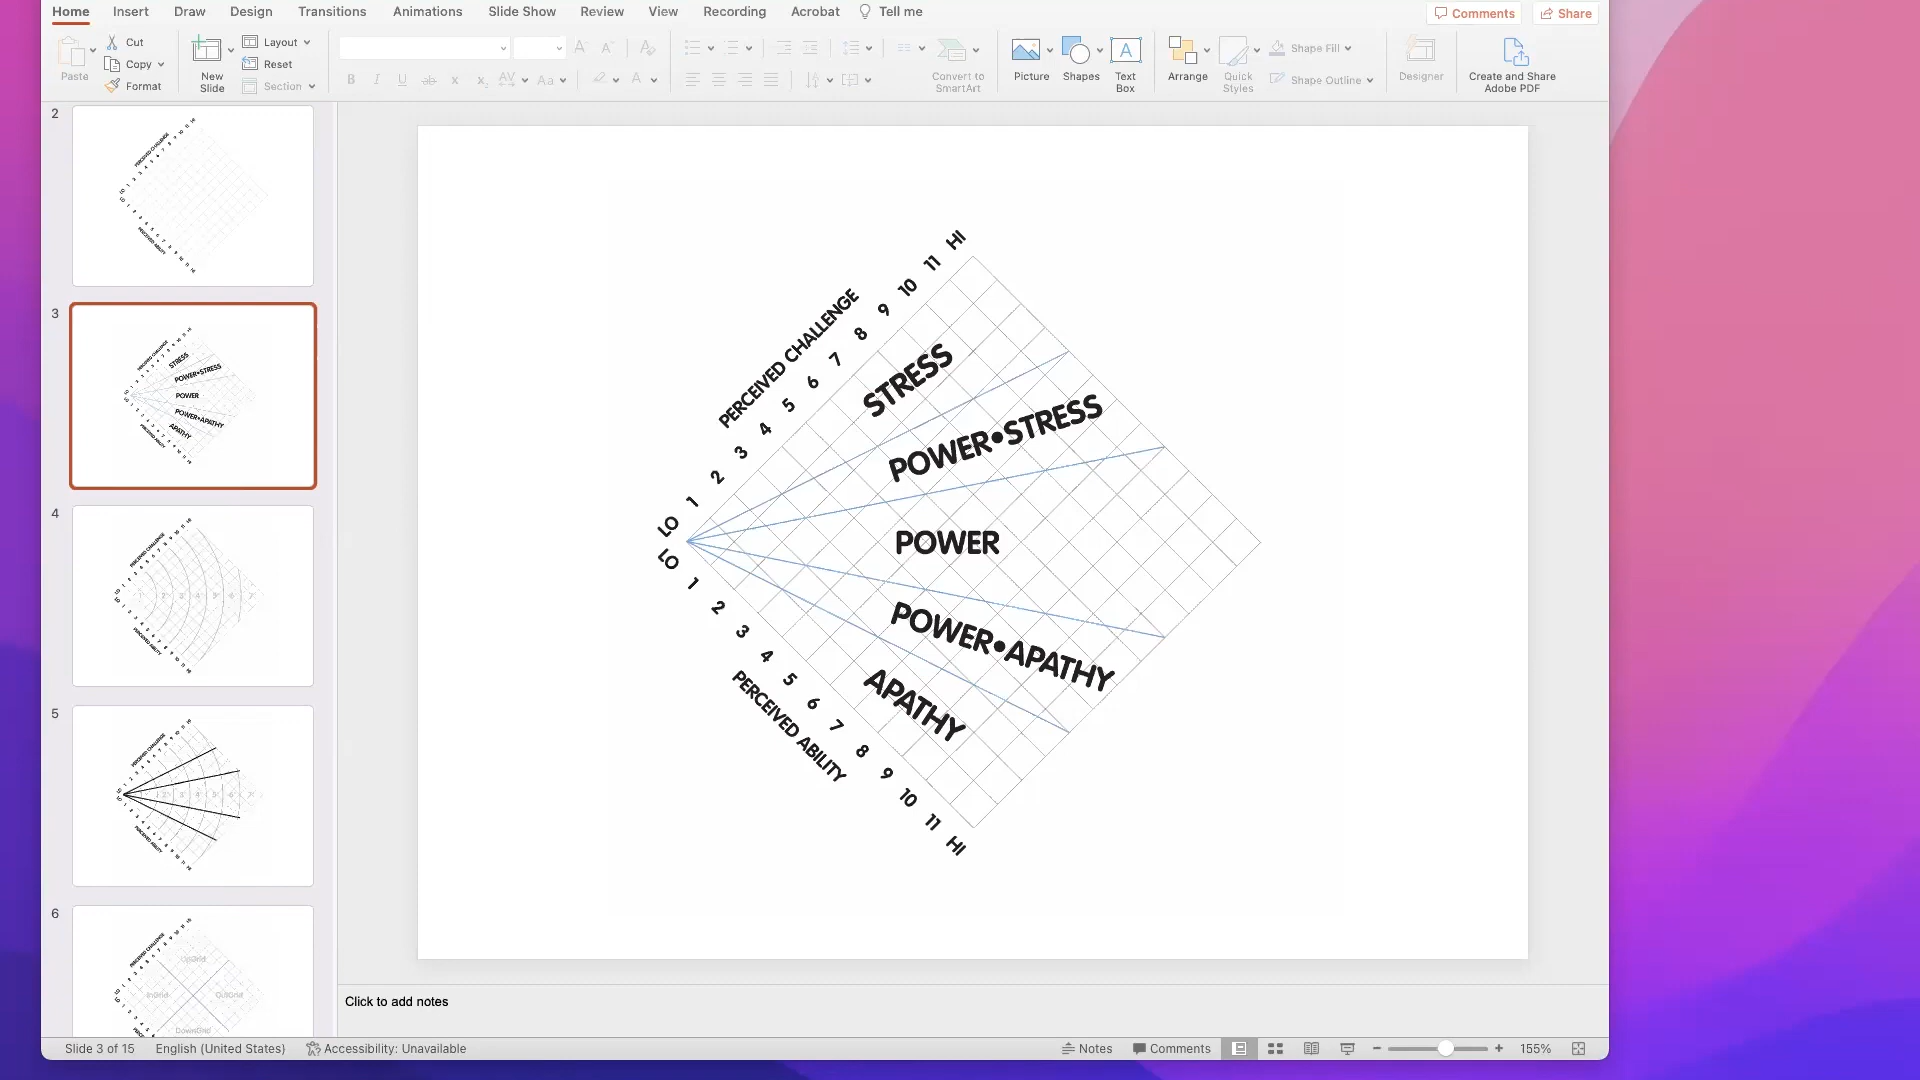 Home Insert Draw Design Transitions Animations Slide Show Review View Recording Acrobat Tell me
Comments Share
Paste
Cut
Copy
Format
New Slide
Layout
Reset
Section
Convert to SmartArt
Picture
Shapes
Text Box
Arrange
Quick Styles
Shape Fill
Shape Outline
Designer
Create and Share Adobe PDF
2
3
4
5
6
PERCEIVED CHALLENGE
LO 1 2 3 4 5 6 7 8 9 10 11 HI
STRESS
POWER•STRESS
POWER
POWER•APATHY
APATHY
LO 1 2 3 4 5 6 7 8 9 10 11 HI
PERCEIVED ABILITY
Click to add notes
Slide 3 of 15 English (United States) Accessibility: Unavailable
Notes Comments 155%